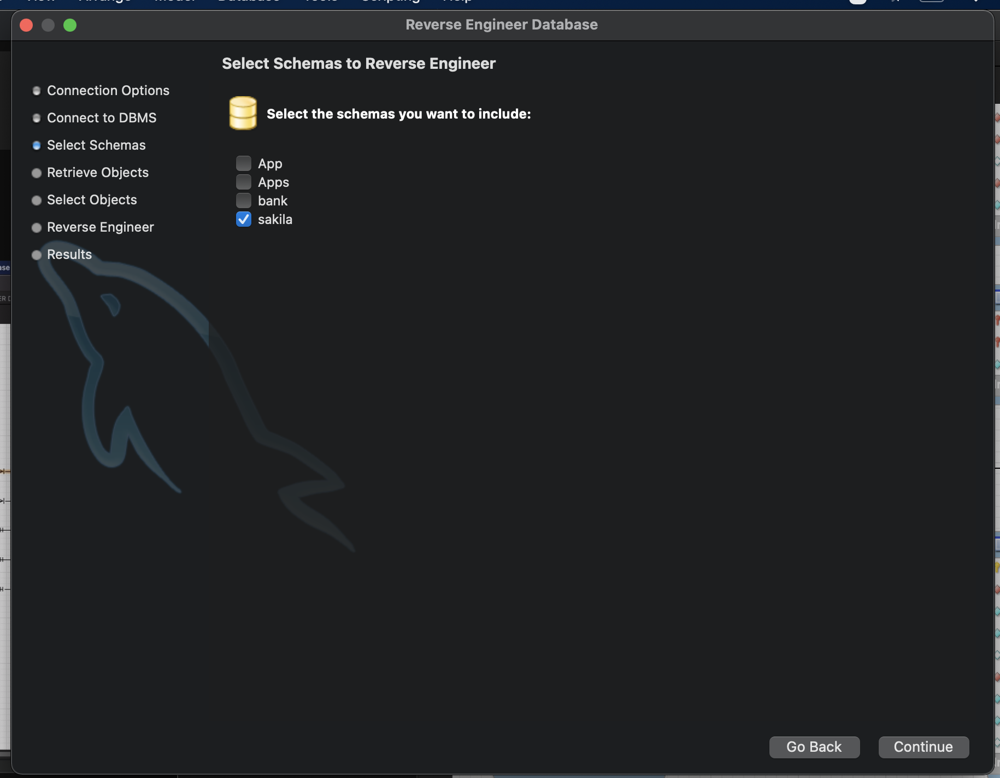 Reverse Engineer Database
Select Schemas to Reverse Engineer
Connection Options
Connect to DBMS
Select Schemas
Retrieve Objects
Select Objects
Reverse Engineer
Results
Select the schemas you want to include:
App
Apps
bank
sakila
Go Back
Continue